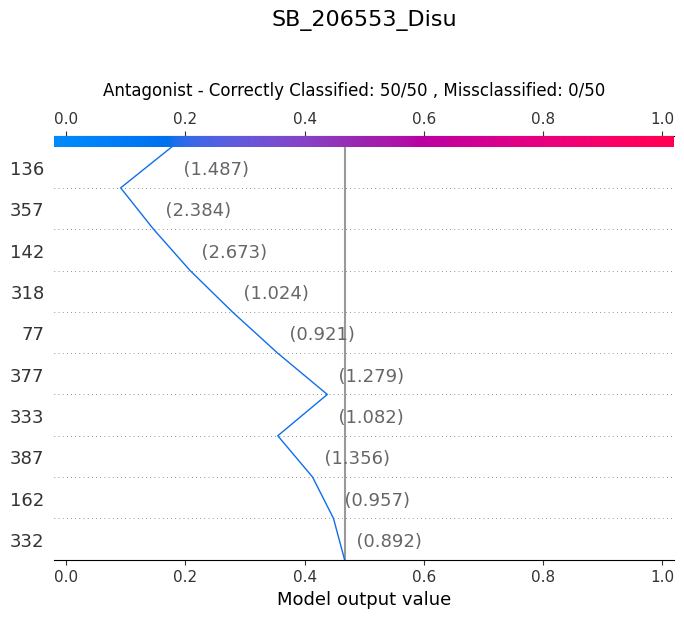 SB_206553_Disu
Antagonist - Correctly Classified: 50/50 , Missclassified: 0/50
0.0 0.2 0.4 0.6 0.8 1.0
136 (1.487)
357 (2.384)
142 (2.673)
318 (1.024)
77 (0.921)
377 (1.279)
333 (1.082)
387 (1.356)
162 (0.957)
332 (0.892)
0.0 0.2 0.4 0.6 0.8 1.0
Model output value